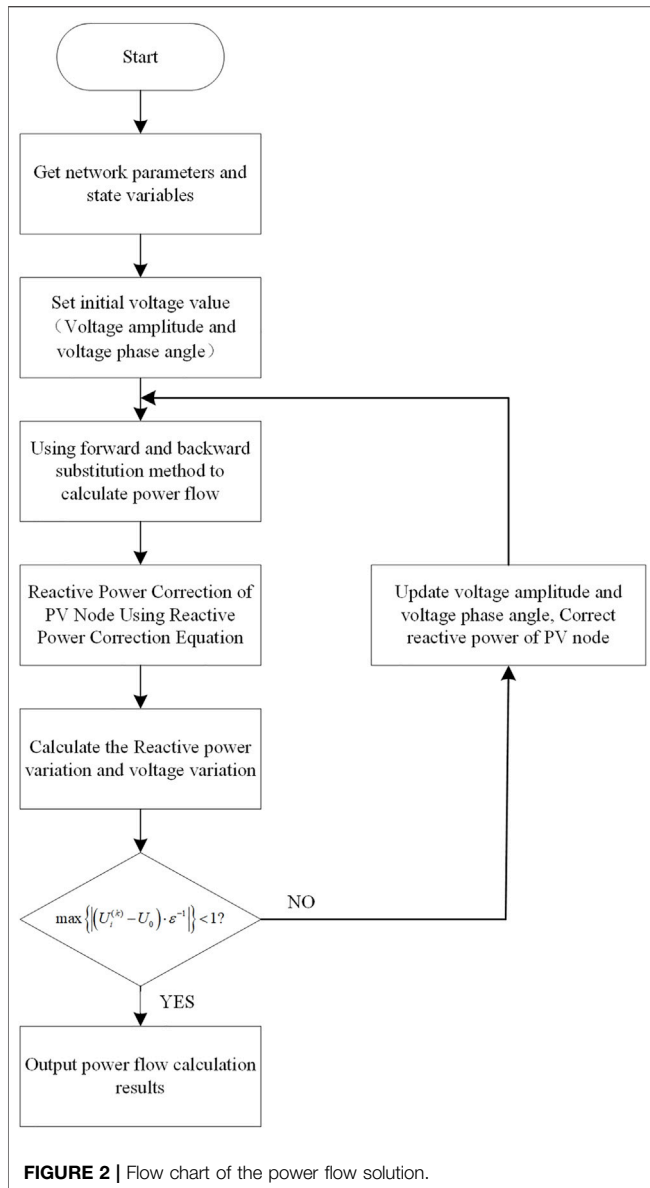 Start
Get network parameters and
state variables
Set initial voltage value
（Voltage amplitude and
voltage phase angle）
Using forward and backward
substitution method to
calculate power flow
Reactive Power Correction of
PV Node Using Reactive
Power Correction Equation
Update voltage amplitude and
voltage phase angle, Correct
reactive power of PV node
Calculate the Reactive power
variation and voltage variation
max{|(U_i^(k) − U_0)·ε^−1|}<1?
NO
YES
Output power flow calculation
results
FIGURE 2 | Flow chart of the power flow solution.